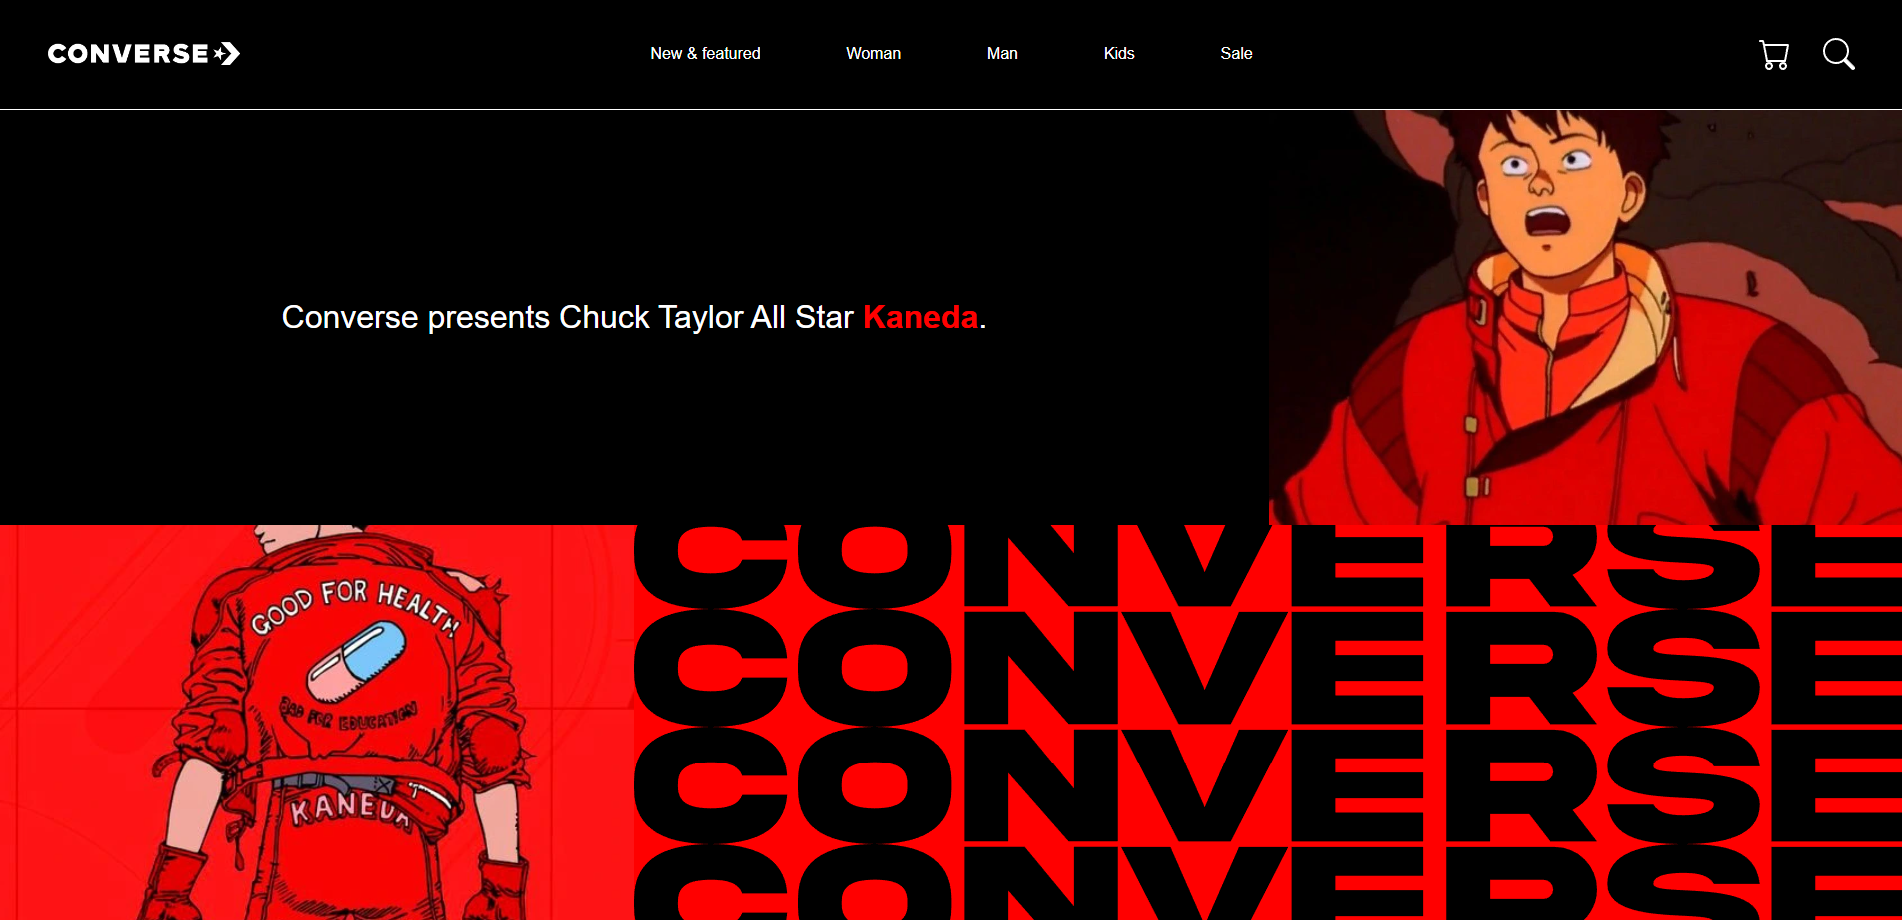 CONVERSE
New & featured
Woman
Man
Kids
Sale
Converse presents Chuck Taylor All Star Kaneda.
GOOD FOR HEALTH
BAD FOR EDUCATION
KANEDA
CONVERSE
CONVERSE
CONVERSE
CONVERSE